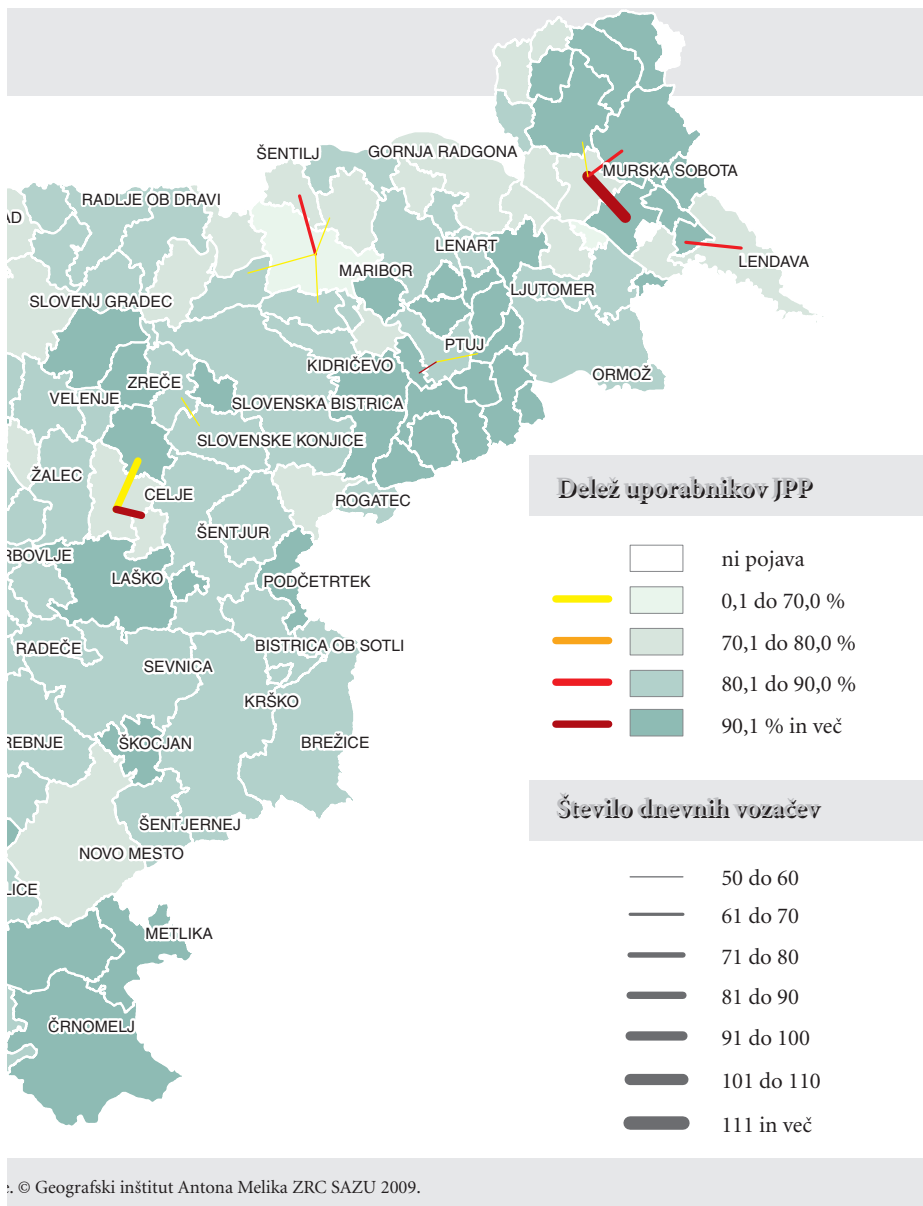 ŠENTILJ
GORNJA RADGONA
MURSKA SOBOTA
RADLJE OB DRAVI
AD
LENART
MARIBOR
LENDAVA
LJUTOMER
SLOVENJ GRADEC
PTUJ
KIDRIČEVO
ORMOŽ
ZREČE
VELENJE
SLOVENSKA BISTRICA
SLOVENSKE KONJICE
ŽALEC
CELJE
ROGATEC
ŠENTJUR
RBOVLJE
LAŠKO
PODČETRTEK
RADEČE
BISTRICA OB SOTLI
SEVNICA
KRŠKO
REBNJE
ŠKOCJAN
BREŽICE
ŠENTJERNEJ
NOVO MESTO
LICE
METLIKA
ČRNOMELJ
Delež uporabnikov JPP
ni pojava
0,1 do 70,0 %
70,1 do 80,0 %
80,1 do 90,0 %
90,1 % in več
Število dnevnih vozačev
50 do 60
61 do 70
71 do 80
81 do 90
91 do 100
101 do 110
111 in več
e. © Geografski inštitut Antona Melika ZRC SAZU 2009.